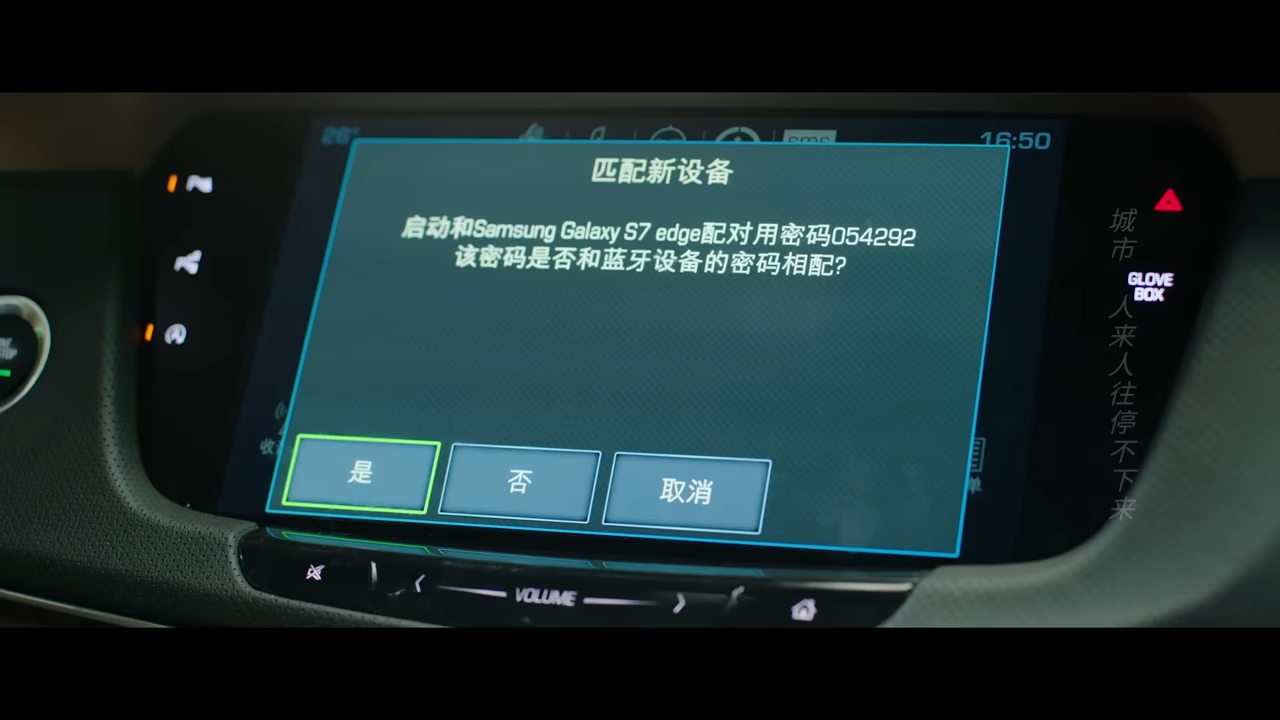 26°
sms
16:50
匹配新设备
启动和Samsung Galaxy S7 edge配对用密码054292
该密码是否和蓝牙设备的密码相配?
是
否
取消
VOLUME
GLOVE
BOX
城市 人来人往停不下来